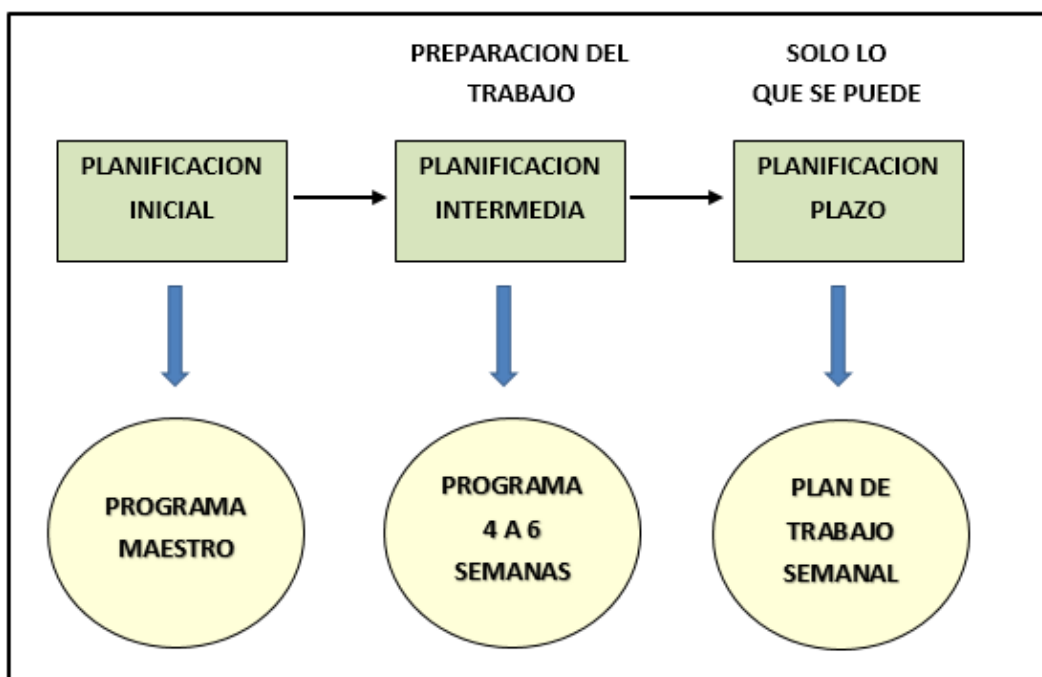 PREPARACION DEL
TRABAJO
SOLO LO
QUE SE PUEDE
PLANIFICACION
INICIAL
PLANIFICACION
INTERMEDIA
PLANIFICACION
PLAZO
PROGRAMA
MAESTRO
PROGRAMA
4 A 6
SEMANAS
PLAN DE
TRABAJO
SEMANAL